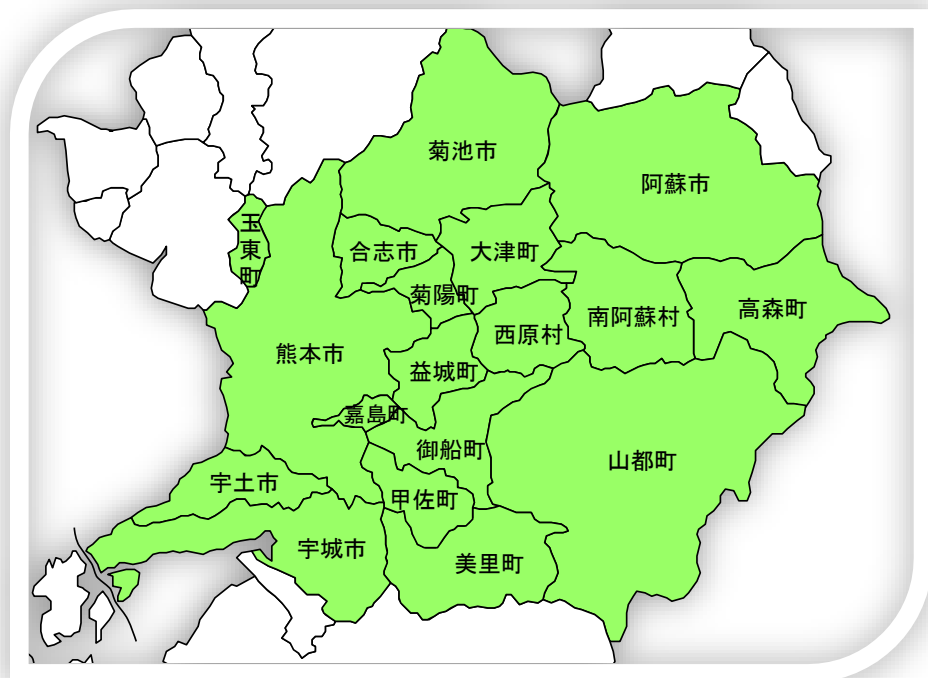 菊池市
阿蘇市
玉東町
合志市
大津町
菊陽町
高森町
南阿蘇村
西原村
熊本市
益城町
嘉島町
御船町
山都町
宇土市
甲佐町
宇城市
美里町